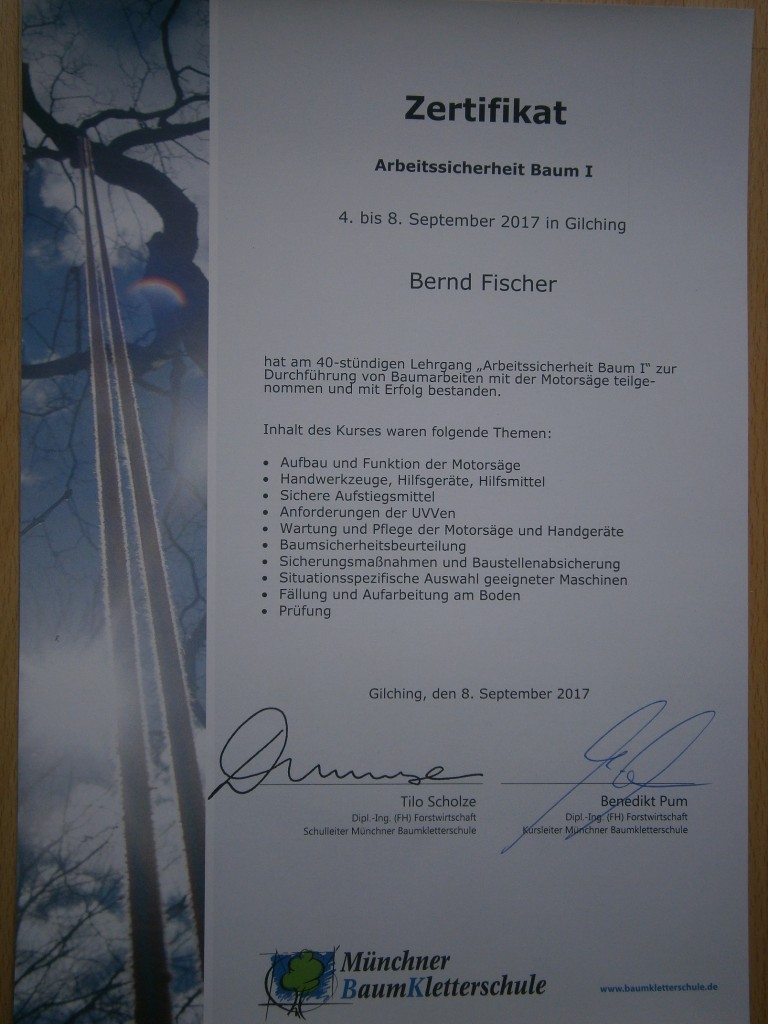 Zertifikat
Arbeitssicherheit Baum I
4. bis 8. September 2017 in Gilching
Bernd Fischer
hat am 40-stündigen Lehrgang „Arbeitssicherheit Baum I“ zur
Durchführung von Baumarbeiten mit der Motorsäge teilge-
nommen und mit Erfolg bestanden.
Inhalt des Kurses waren folgende Themen:
• Aufbau und Funktion der Motorsäge
• Handwerkzeuge, Hilfsgeräte, Hilfsmittel
• Sichere Aufstiegsmittel
• Anforderungen der UVVen
• Wartung und Pflege der Motorsäge und Handgeräte
• Baumsicherheitsbeurteilung
• Sicherungsmaßnahmen und Baustellenabsicherung
• Situationsspezifische Auswahl geeigneter Maschinen
• Fällung und Aufarbeitung am Boden
• Prüfung
Gilching, den 8. September 2017
Tilo Scholze
Dipl.-Ing. (FH) Forstwirtschaft
Schulleiter Münchner Baumkletterschule
Benedikt Pum
Dipl.-Ing. (FH) Forstwirtschaft
Kursleiter Münchner Baumkletterschule
Münchner
BaumKletterschule
www.baumkletterschule.de